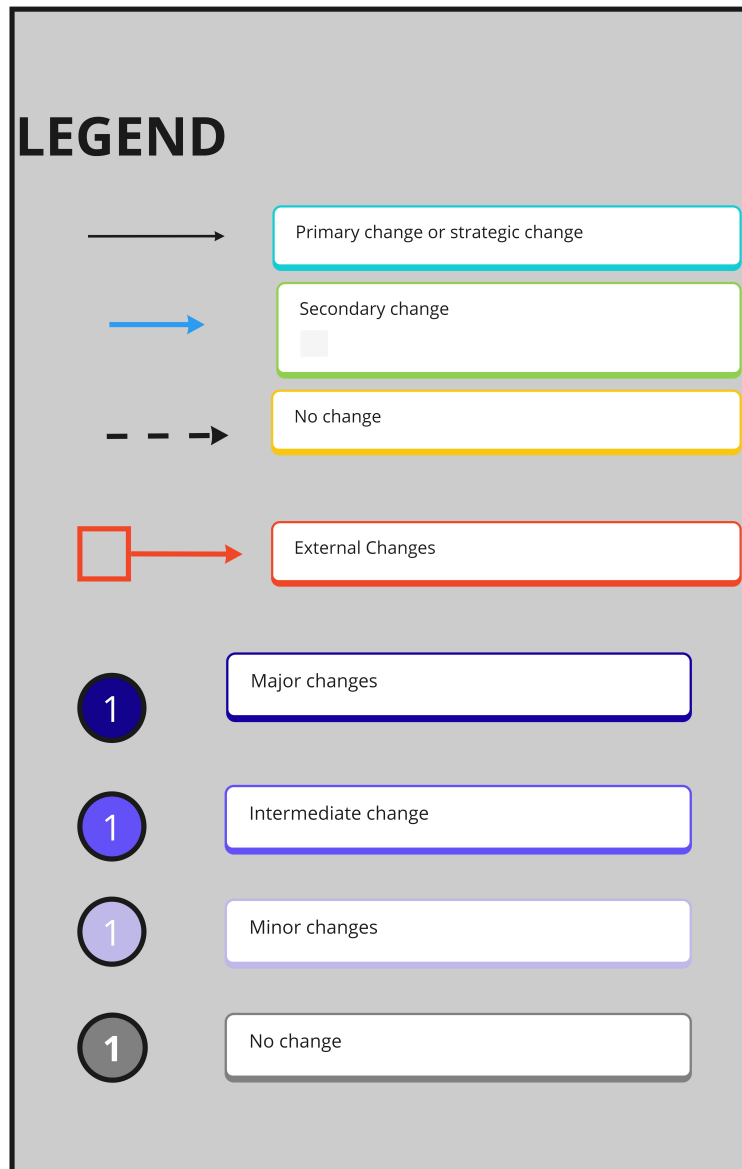 LEGEND
Primary change or strategic change
Secondary change
No change
External Changes
1
Major changes
1
Intermediate change
1
Minor changes
1
No change